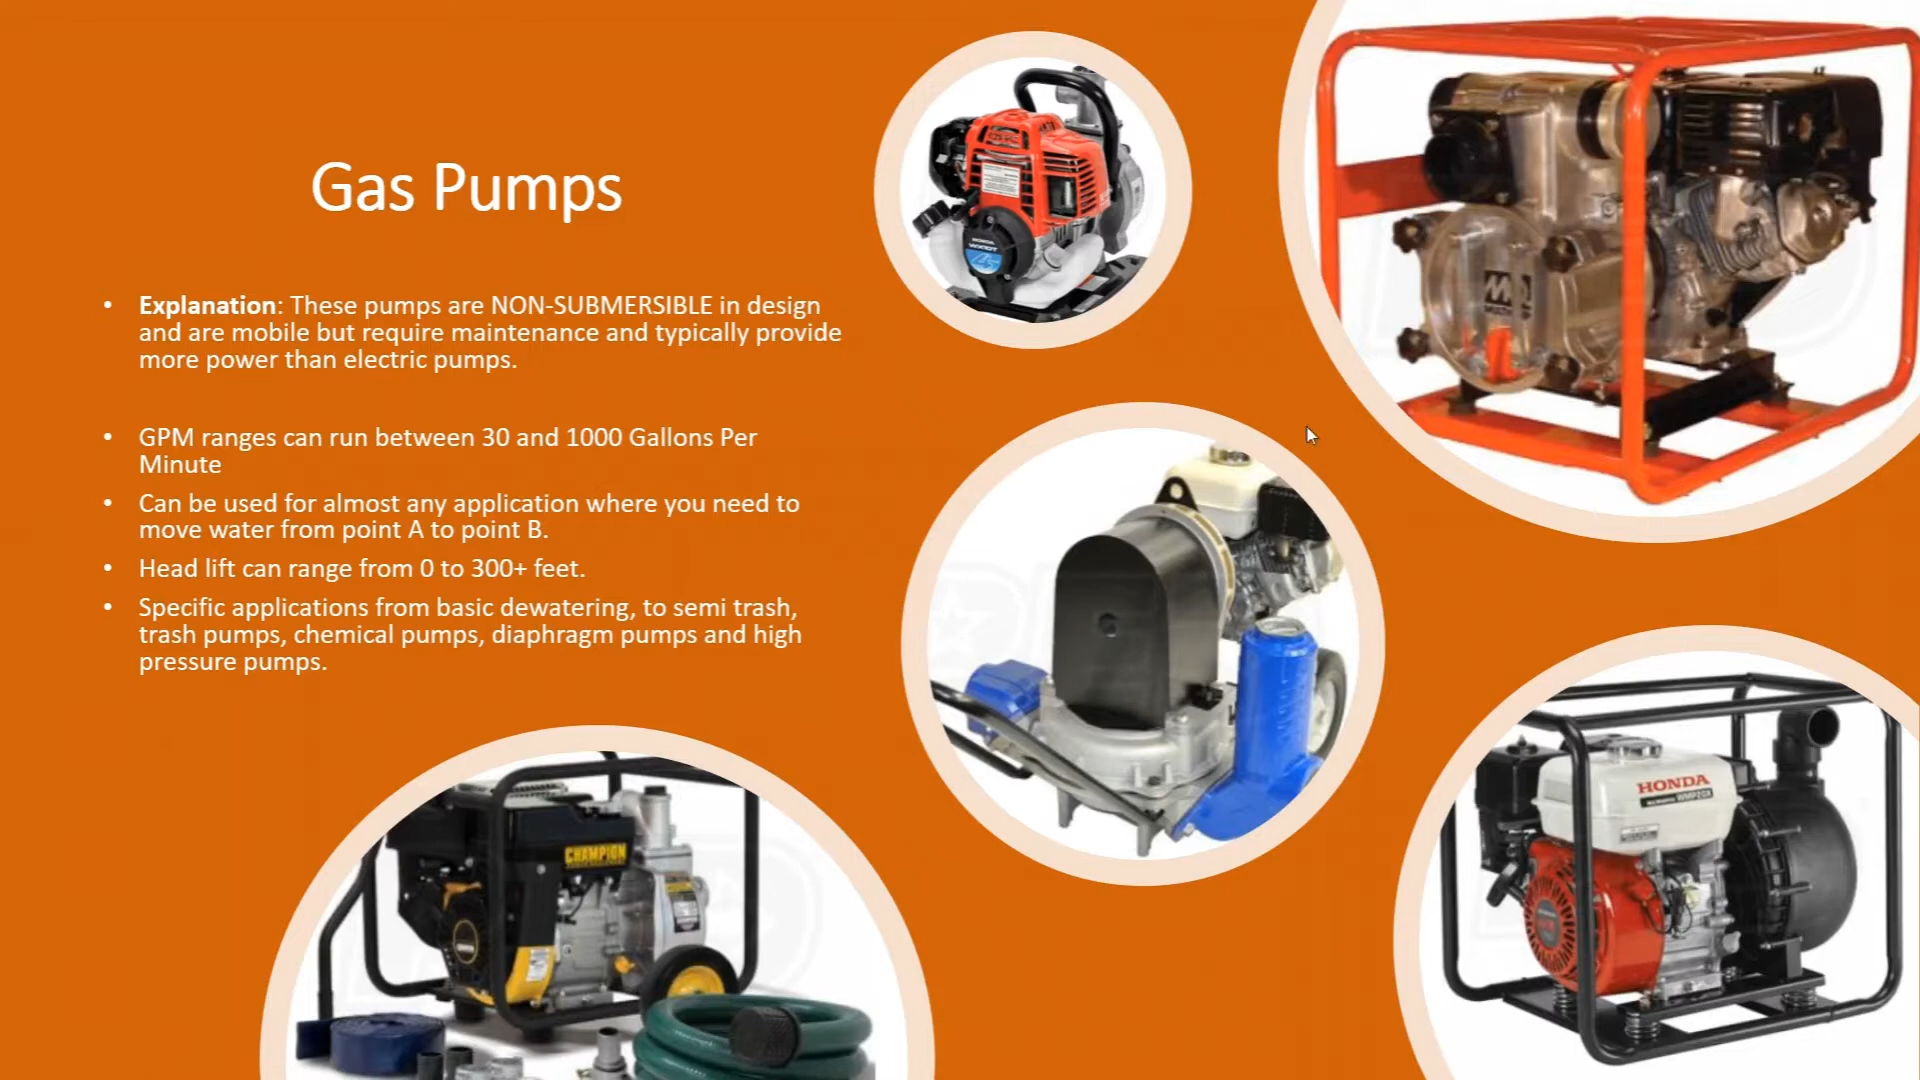 Gas Pumps
• Explanation: These pumps are NON-SUBMERSIBLE in design
and are mobile but require maintenance and typically provide
more power than electric pumps.
• GPM ranges can run between 30 and 1000 Gallons Per
Minute
• Can be used for almost any application where you need to
move water from point A to point B.
• Head lift can range from 0 to 300+ feet.
• Specific applications from basic dewatering, to semi trash,
trash pumps, chemical pumps, diaphragm pumps and high
pressure pumps.
HONDA
WX10T
CHAMPION
HONDA
WMP20X